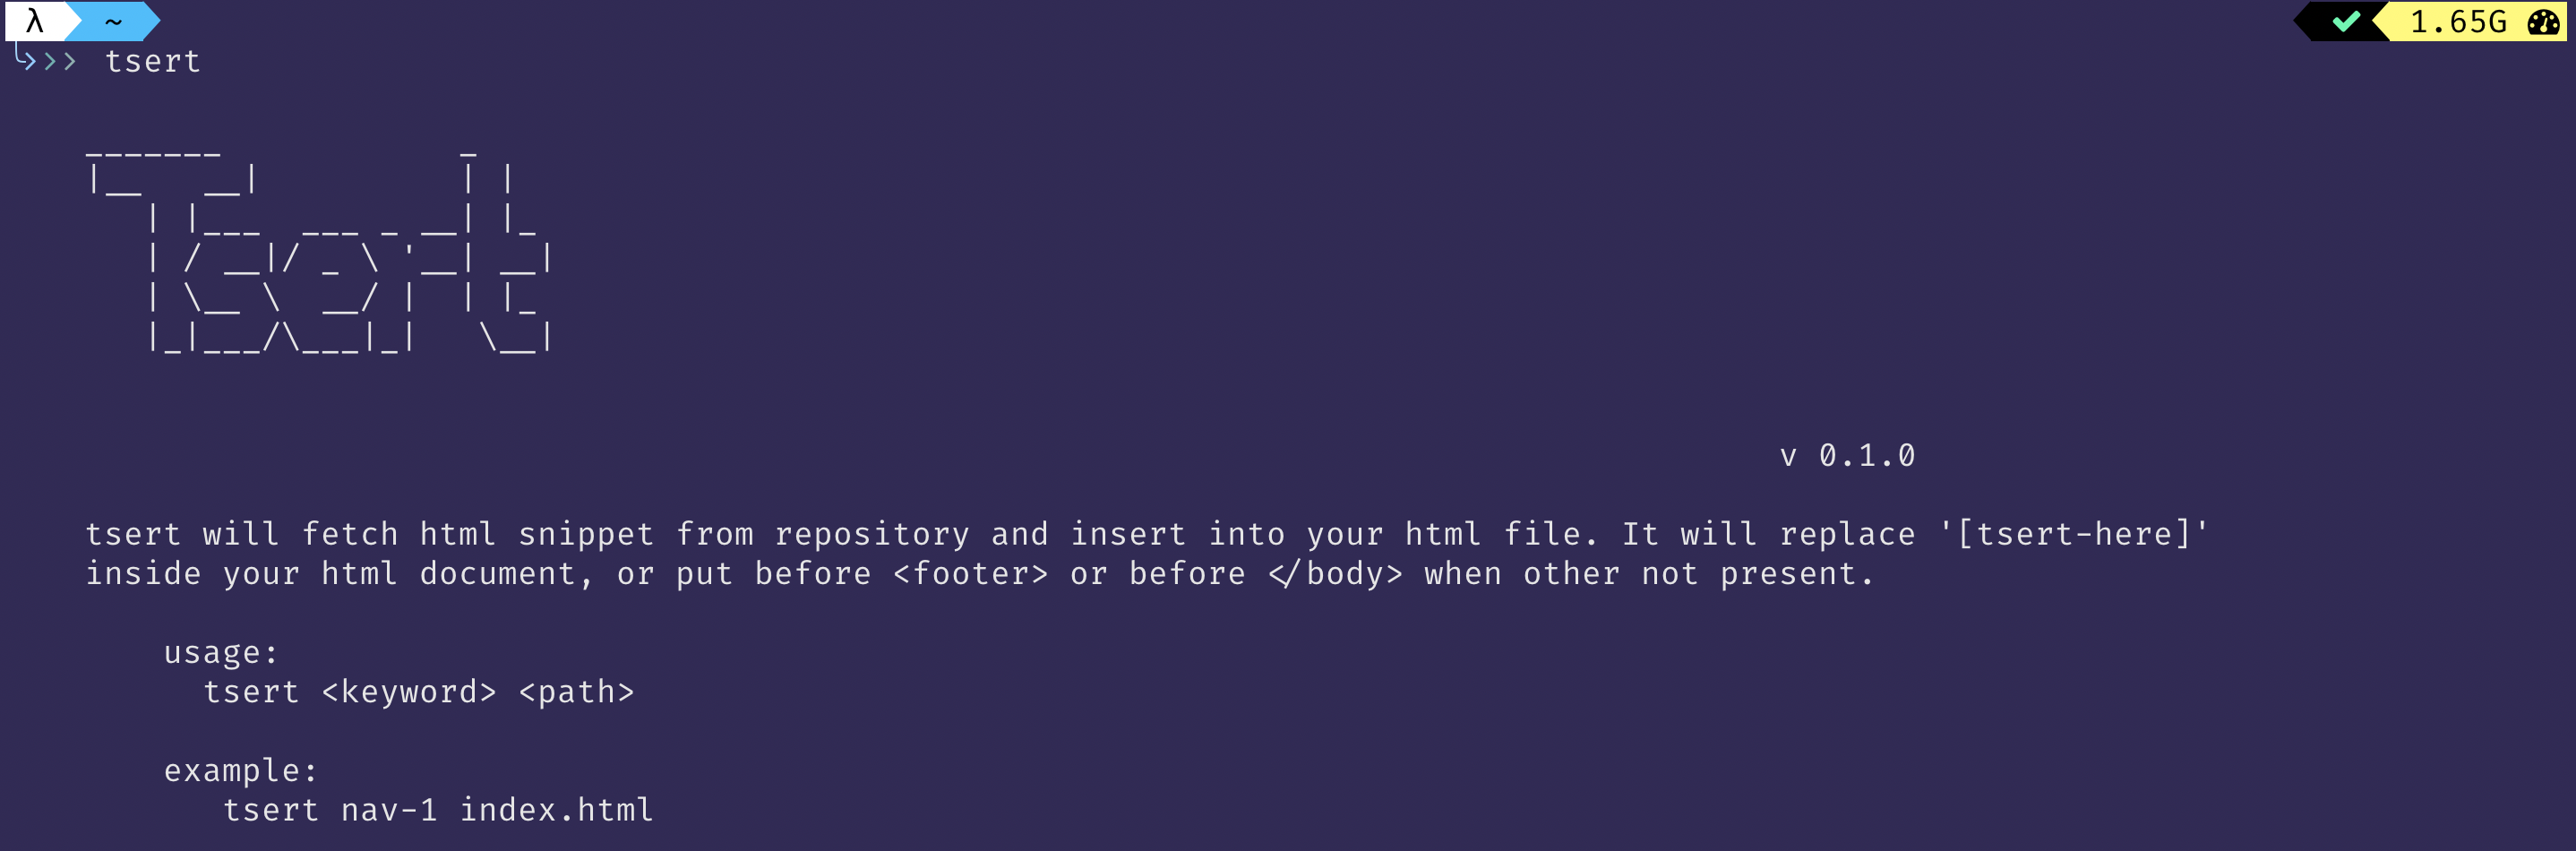 λ ~ ✔ 1.65G
>>> tsert
 _______            _
|__   __|          | |
   | |___  ___ _ __| |_
   | / __|/ _ \ '__| __|
   | \__ \  __/ |  | |_
   |_|___/\___|_|   \__|
v 0.1.0
tsert will fetch html snippet from repository and insert into your html file. It will replace '[tsert-here]'
inside your html document, or put before <footer> or before </body> when other not present.
usage:
tsert <keyword> <path>
example:
tsert nav-1 index.html